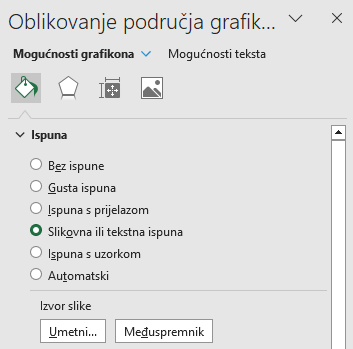 Oblikovanje područja grafik...
Mogućnosti grafikona Mogućnosti teksta
Ispuna
Bez ispune
Gusta ispuna
Ispuna s prijelazom
Slikovna ili tekstna ispuna
Ispuna s uzorkom
Automatski
Izvor slike
Umetni... Međuspremnik